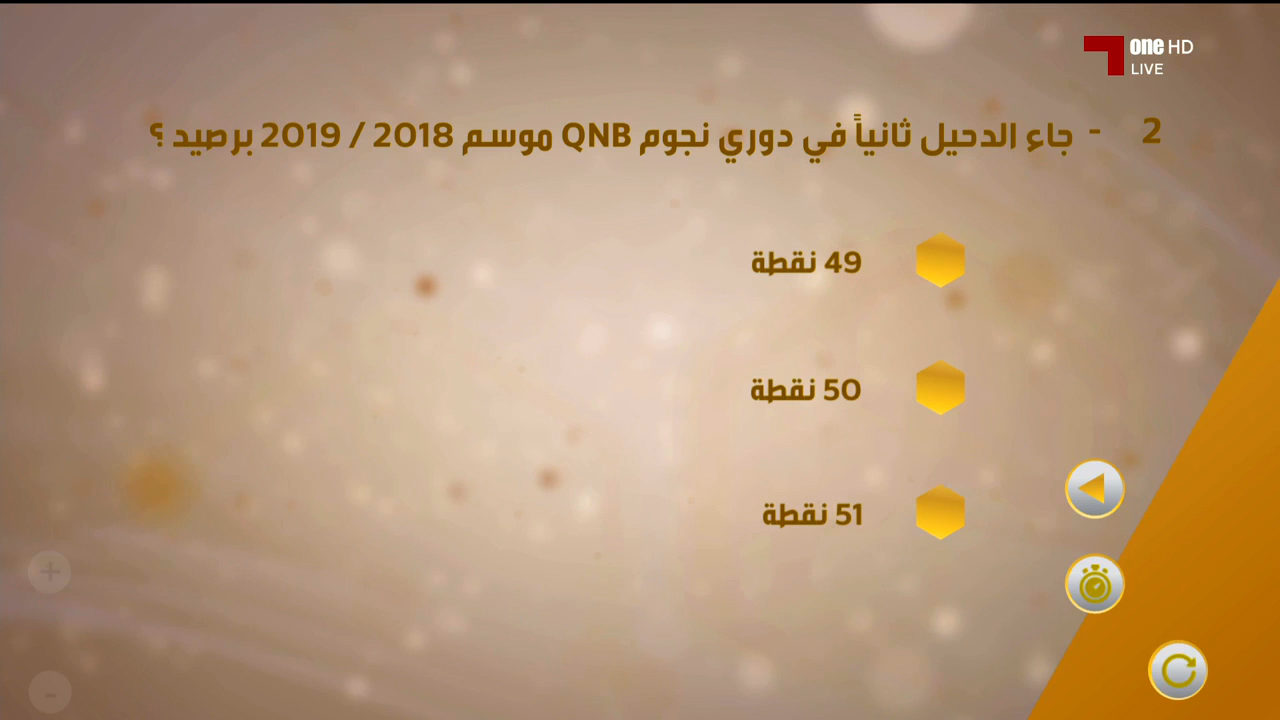 one HD
LIVE
2 - جاء الدحيل ثانياً في دوري نجوم QNB موسم 2018 / 2019 برصيد ؟
49 نقطة
50 نقطة
51 نقطة
+
-